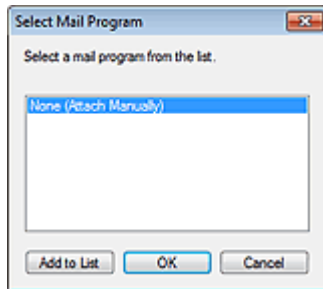 Select Mail Program
Select a mail program from the list.
None (Attach Manually)
Add to List
OK
Cancel